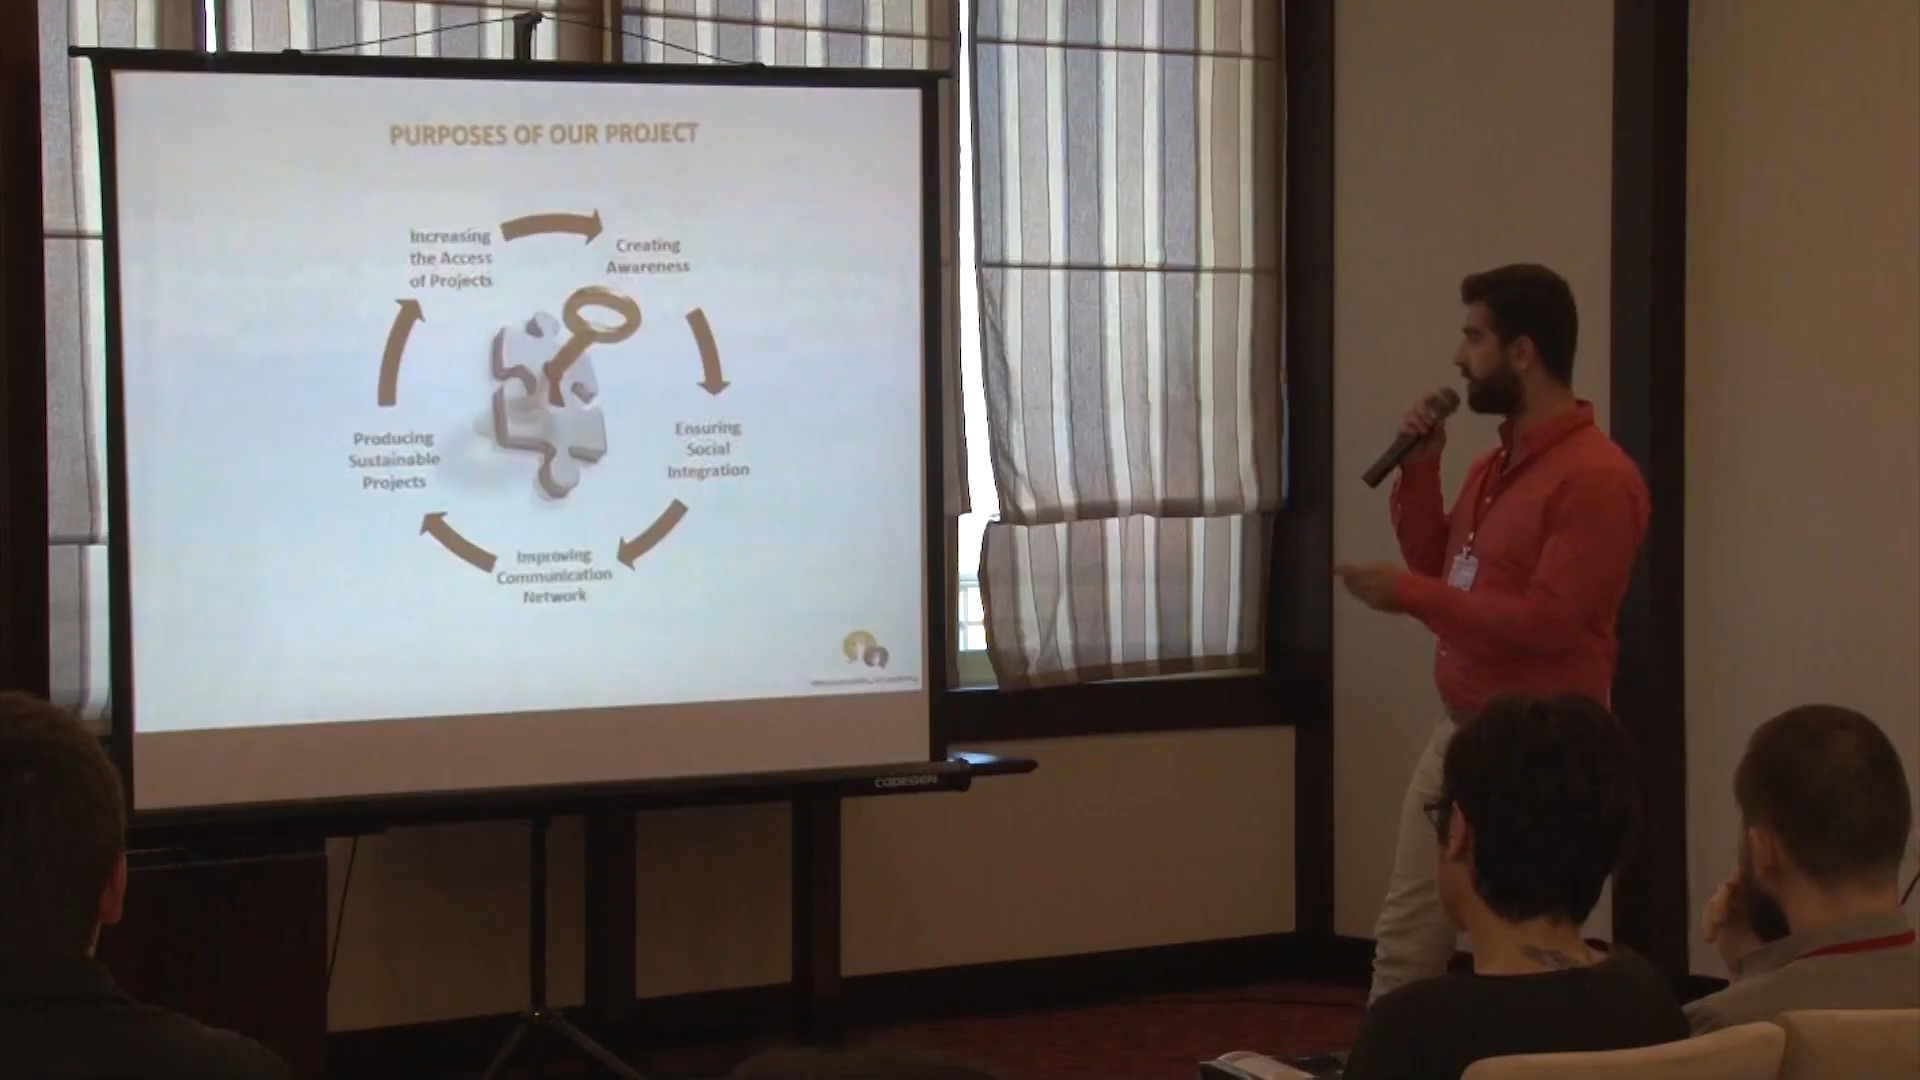 PURPOSES OF OUR PROJECT
Increasing
the Access
of Projects
Creating
Awareness
Ensuring
Social
Integration
Improving
Communication
Network
Producing
Sustainable
Projects
CODEGEN